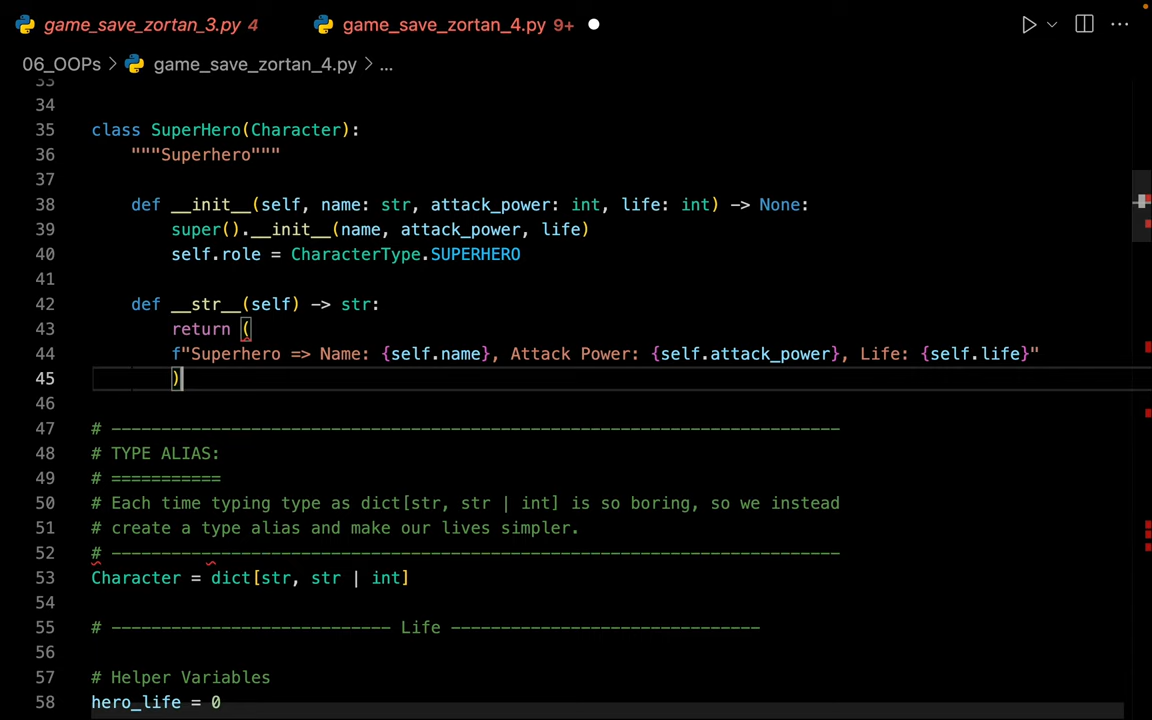 game_save_zortan_3.py 4 game_save_zortan_4.py 9+
06_OOPs > game_save_zortan_4.py > ...
33
34
35 class SuperHero(Character):
36     """Superhero"""
37
38     def __init__(self, name: str, attack_power: int, life: int) -> None:
39         super().__init__(name, attack_power, life)
40         self.role = CharacterType.SUPERHERO
41
42     def __str__(self) -> str:
43         return (
44         f"Superhero => Name: {self.name}, Attack Power: {self.attack_power}, Life: {self.life}"
45         )
46
47 # -------------------------------------------------------------------------
48 # TYPE ALIAS:
49 # ===========
50 # Each time typing type as dict[str, str | int] is so boring, so we instead
51 # create a type alias and make our lives simpler.
52 # -------------------------------------------------------------------------
53 Character = dict[str, str | int]
54
55 # ---------------------------- Life -------------------------------
56
57 # Helper Variables
58 hero_life = 0